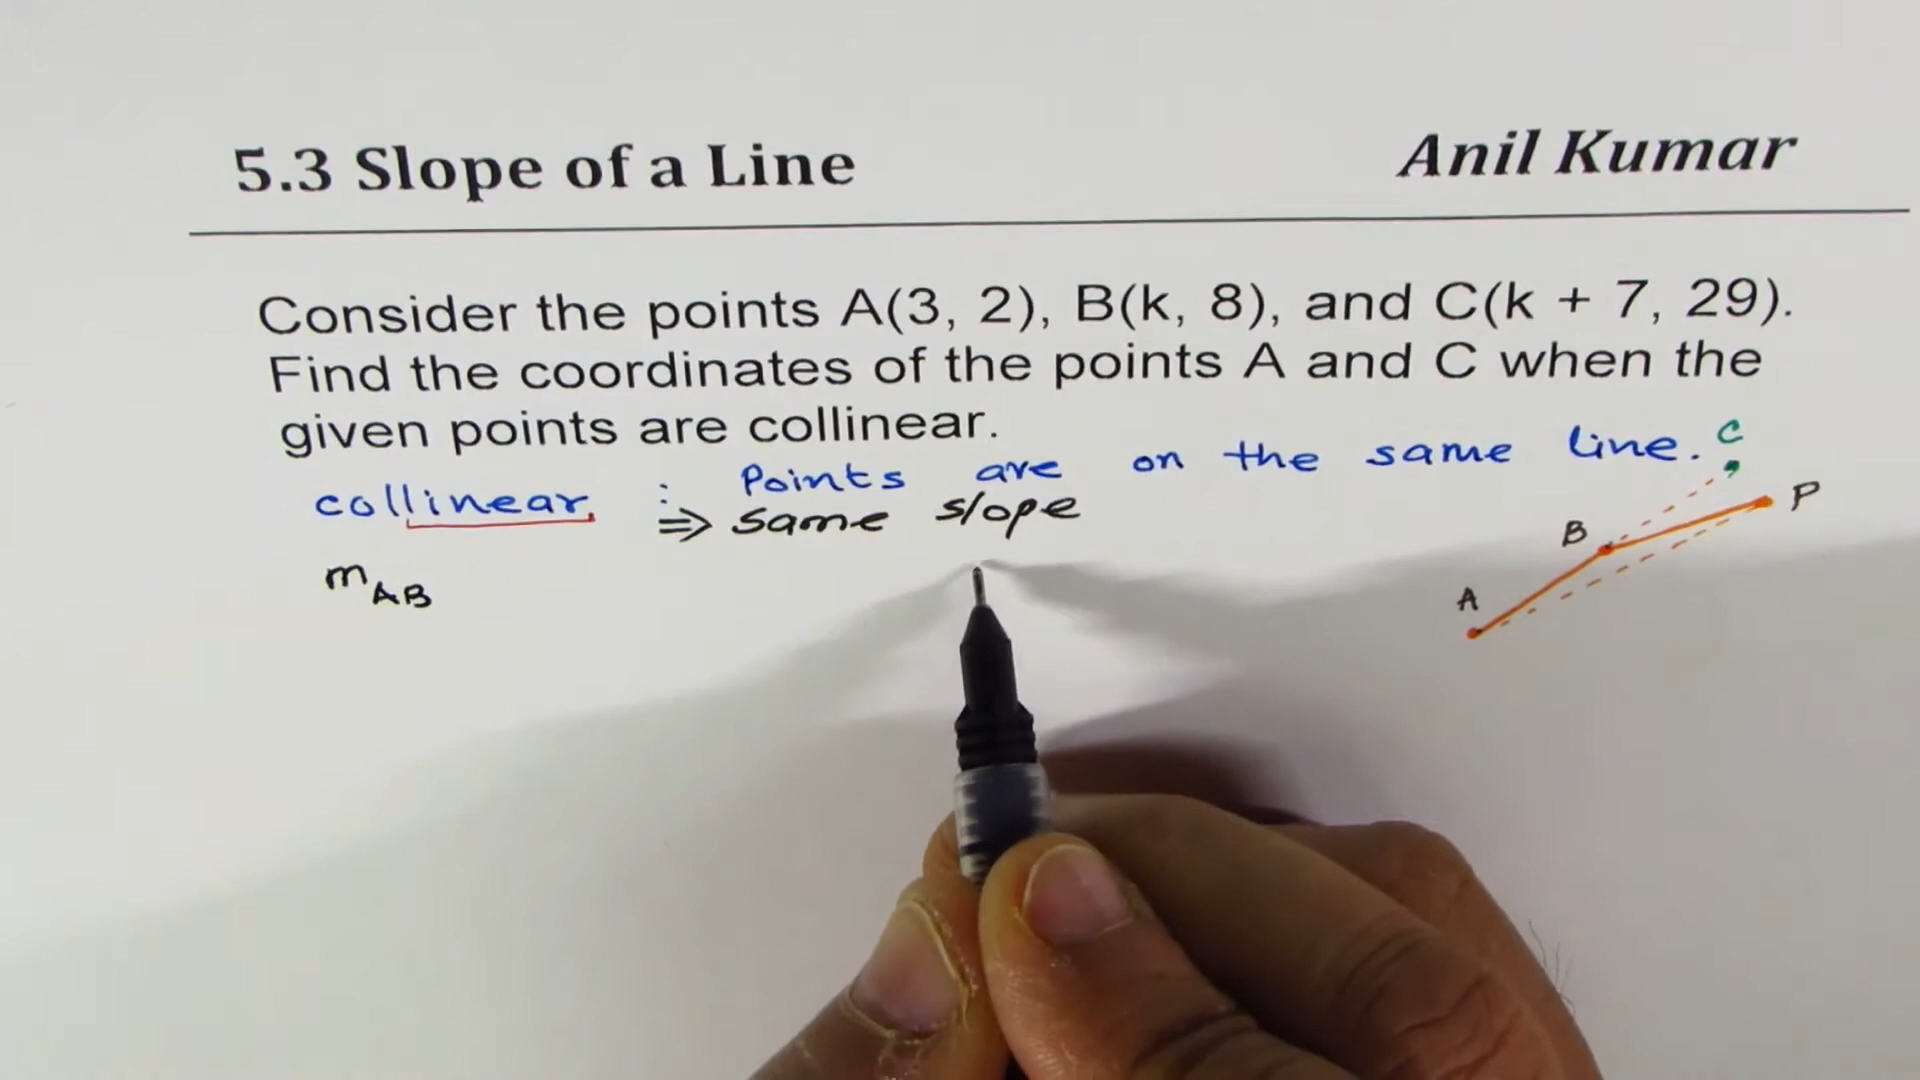 5.3 Slope of a Line Anil Kumar
Consider the points A(3, 2), B(k, 8), and C(k + 7, 29).
Find the coordinates of the points A and C when the
given points are collinear.
collinear : Points are on the same line.
⇒ same slope
m_AB
C
P
B
A